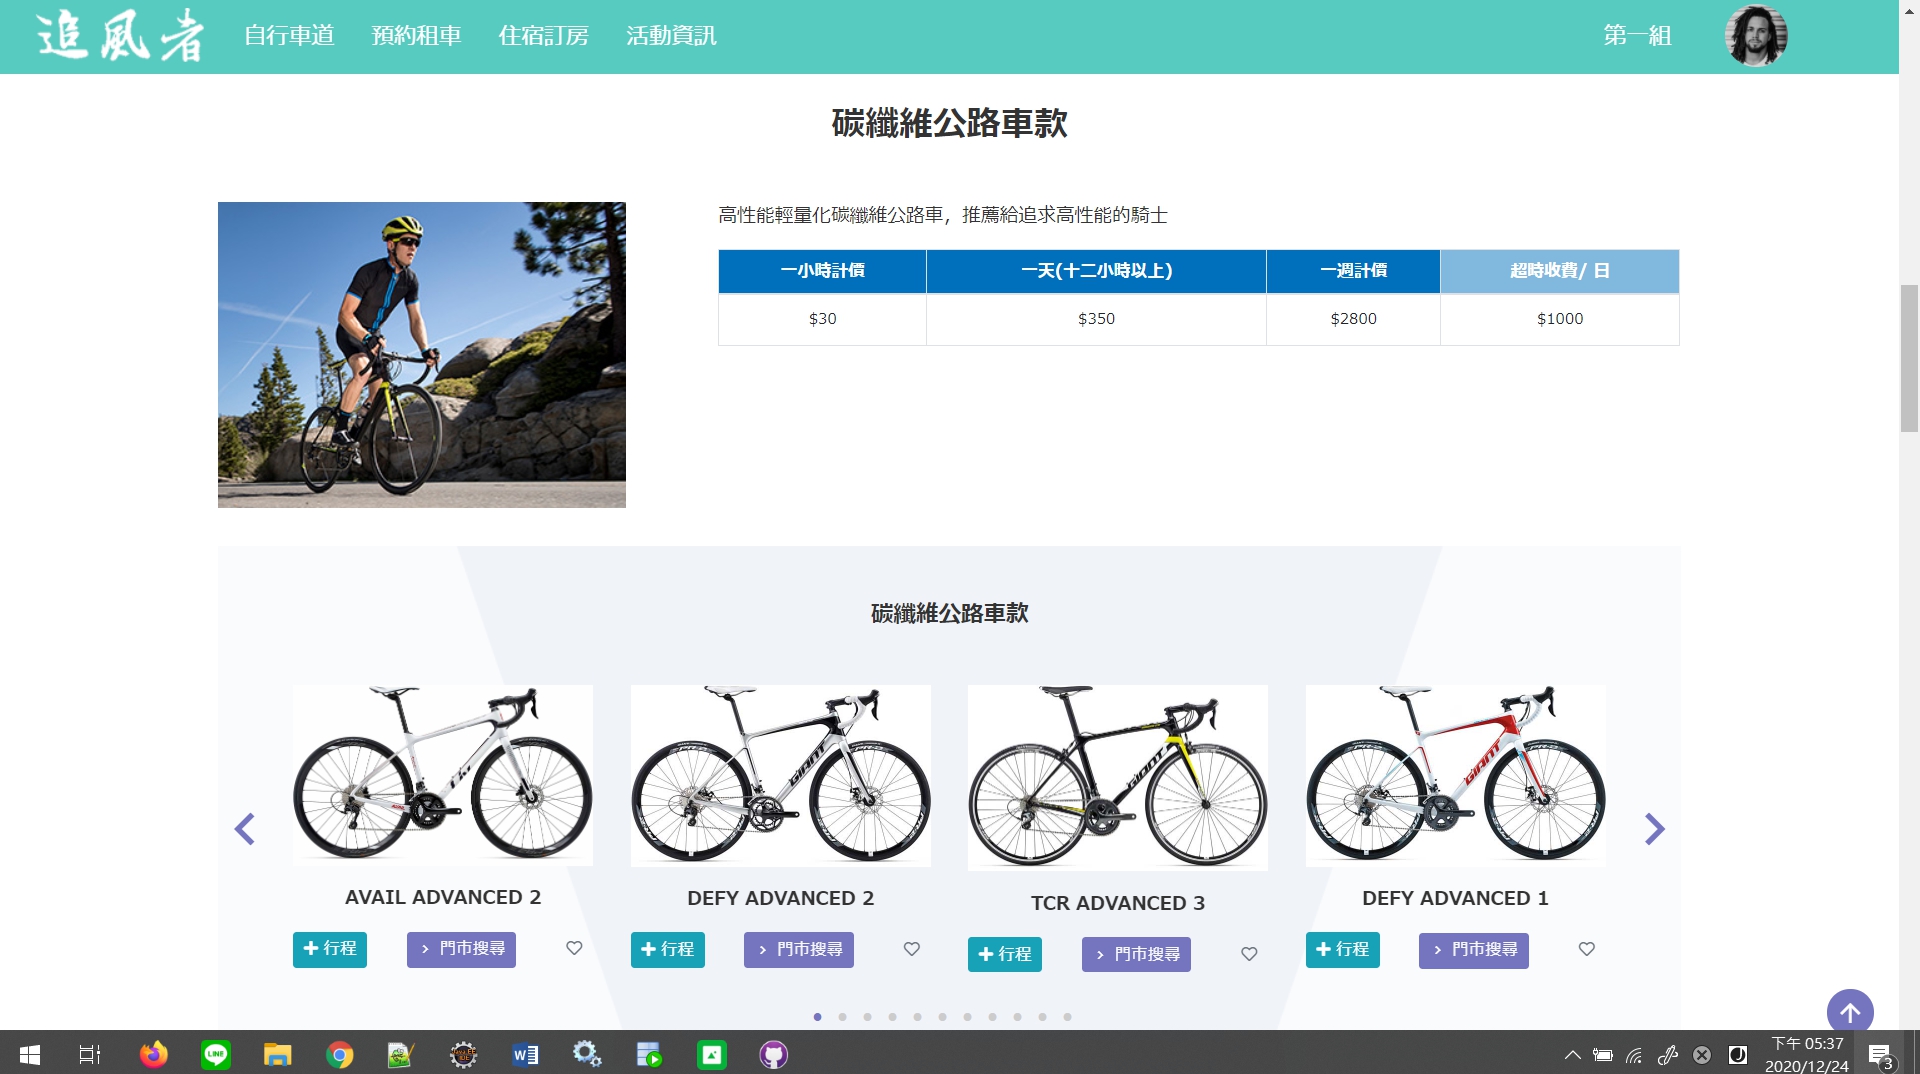 追風者 自行車道 預約租車 住宿訂房 活動資訊 第一組
碳纖維公路車款
高性能輕量化碳纖維公路車，推薦給追求高性能的騎士
一小時計價 一天(十二小時以上) 一週計價 超時收費/ 日
$30 $350 $2800 $1000
碳纖維公路車款
GIANT GIANT GIANT
AVAIL ADVANCED 2 DEFY ADVANCED 2 TCR ADVANCED 3 DEFY ADVANCED 1
行程 門市搜尋 行程 門市搜尋 行程 門市搜尋 行程 門市搜尋
下午 05:37
2020/12/24
3